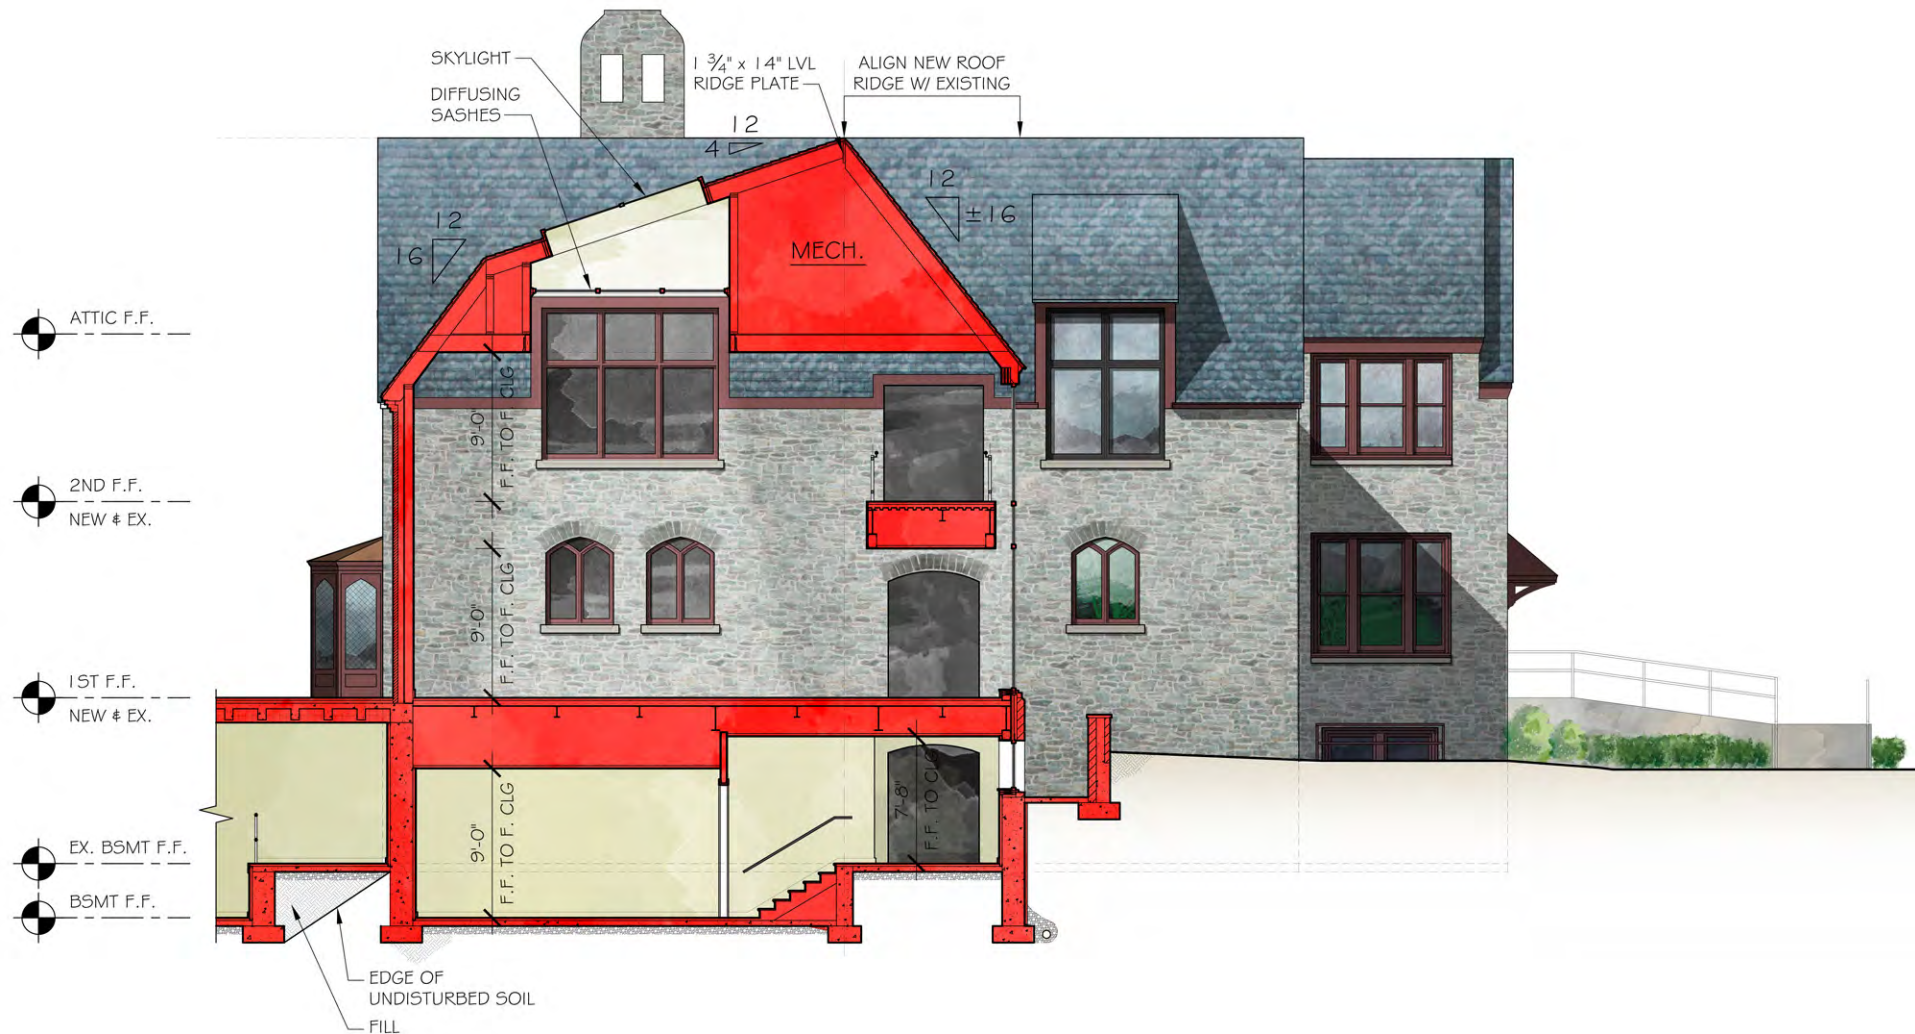 SKYLIGHT
DIFFUSING
SASHES
1 3/4" x 14" LVL
RIDGE PLATE
ALIGN NEW ROOF
RIDGE W/ EXISTING
12
4
12
16
12
±16
MECH.
ATTIC F.F.
2ND F.F.
NEW & EX.
1ST F.F.
NEW & EX.
EX. BSMT F.F.
BSMT F.F.
9'-0"
F.F. TO F. CLG
9'-0"
F.F. TO F. CLG
9'-0"
F.F. TO F. CLG
7'-8"
F.F. TO CLG
EDGE OF
UNDISTURBED SOIL
FILL